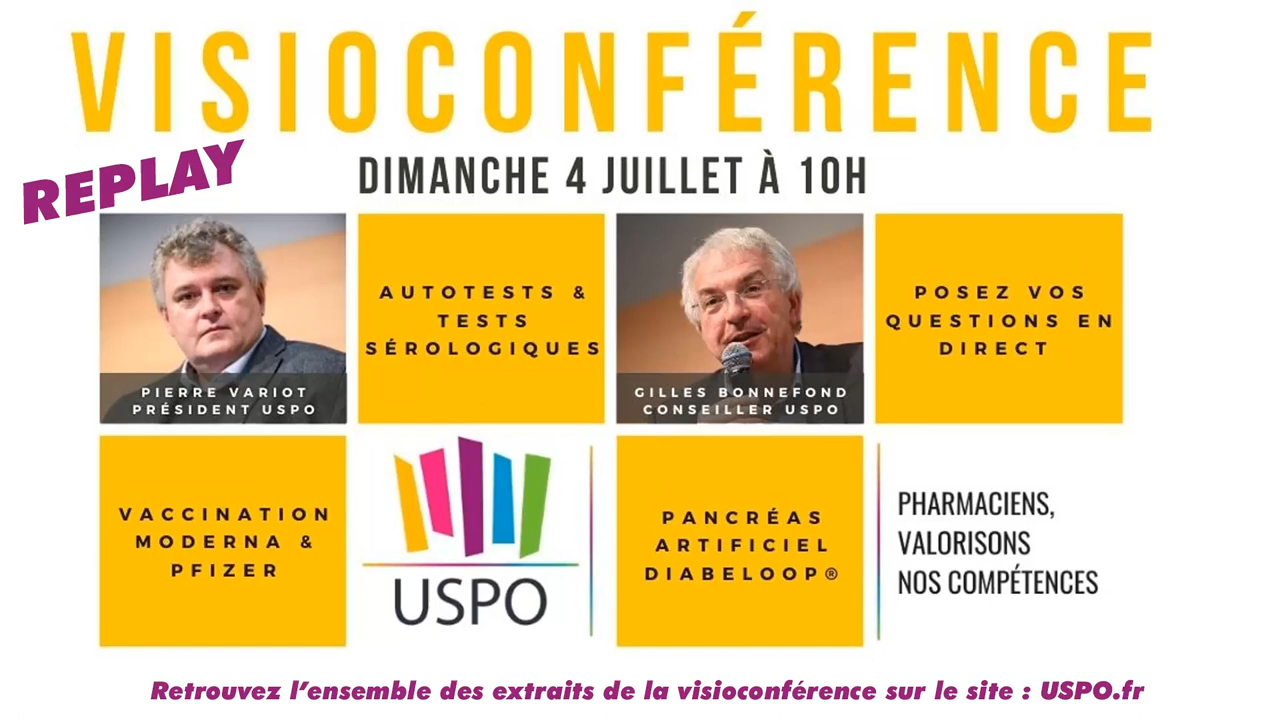 VISIOCONFÉRENCE
REPLAY
DIMANCHE 4 JUILLET À 10H
PIERRE VARIOT
PRÉSIDENT USPO
AUTOTESTS &
TESTS
SÉROLOGIQUES
GILLES BONNEFOND
CONSEILLER USPO
POSEZ VOS
QUESTIONS EN
DIRECT
VACCINATION
MODERNA &
PFIZER
USPO
PANCRÉAS
ARTIFICIEL
DIABELOOP®
PHARMACIENS,
VALORISONS
NOS COMPÉTENCES
Retrouvez l’ensemble des extraits de la visioconférence sur le site : USPO.fr